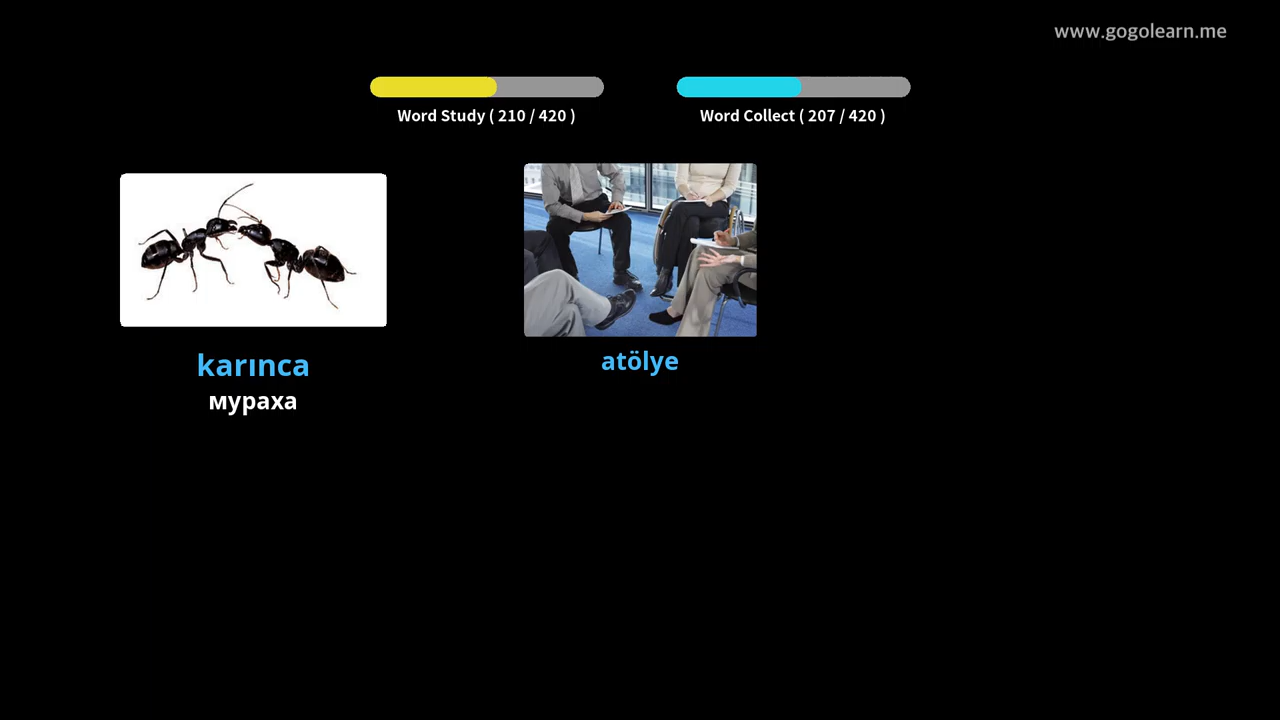 www.gogolearn.me
Word Study ( 210 / 420 )
Word Collect ( 207 / 420 )
karınca
мураха
atölye